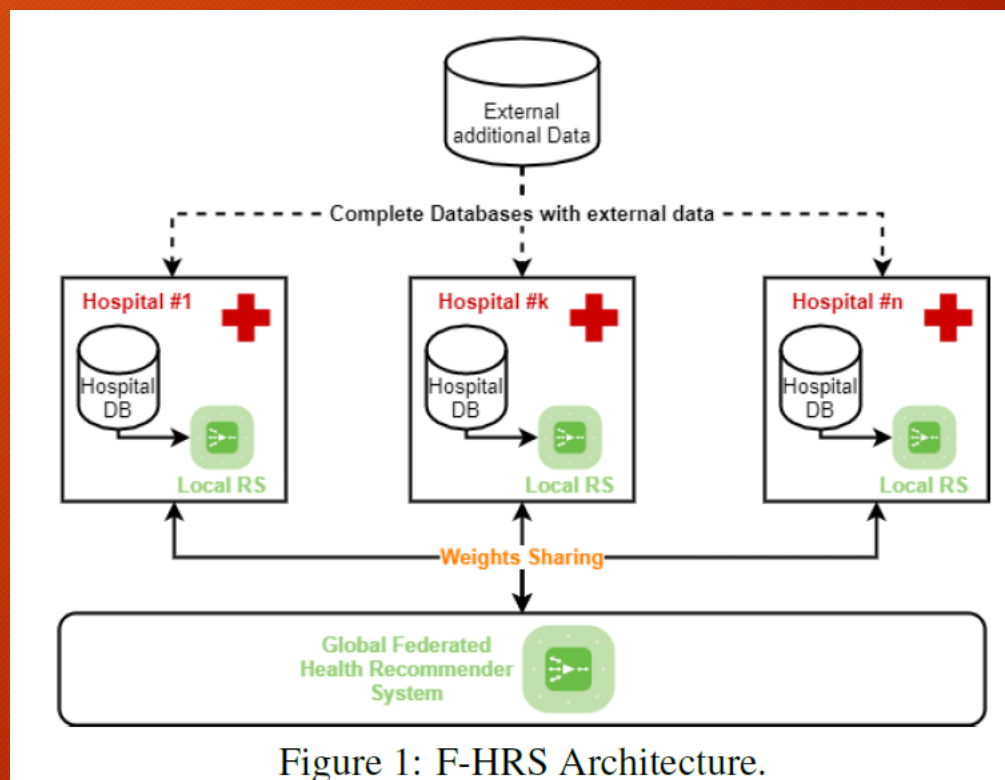 External
additional Data
Complete Databases with external data
Hospital #1
Hospital #k
Hospital #n
Hospital
DB
Hospital
DB
Hospital
DB
Local RS
Local RS
Local RS
Weights Sharing
Global Federated
Health Recommender
System
Figure 1: F-HRS Architecture.